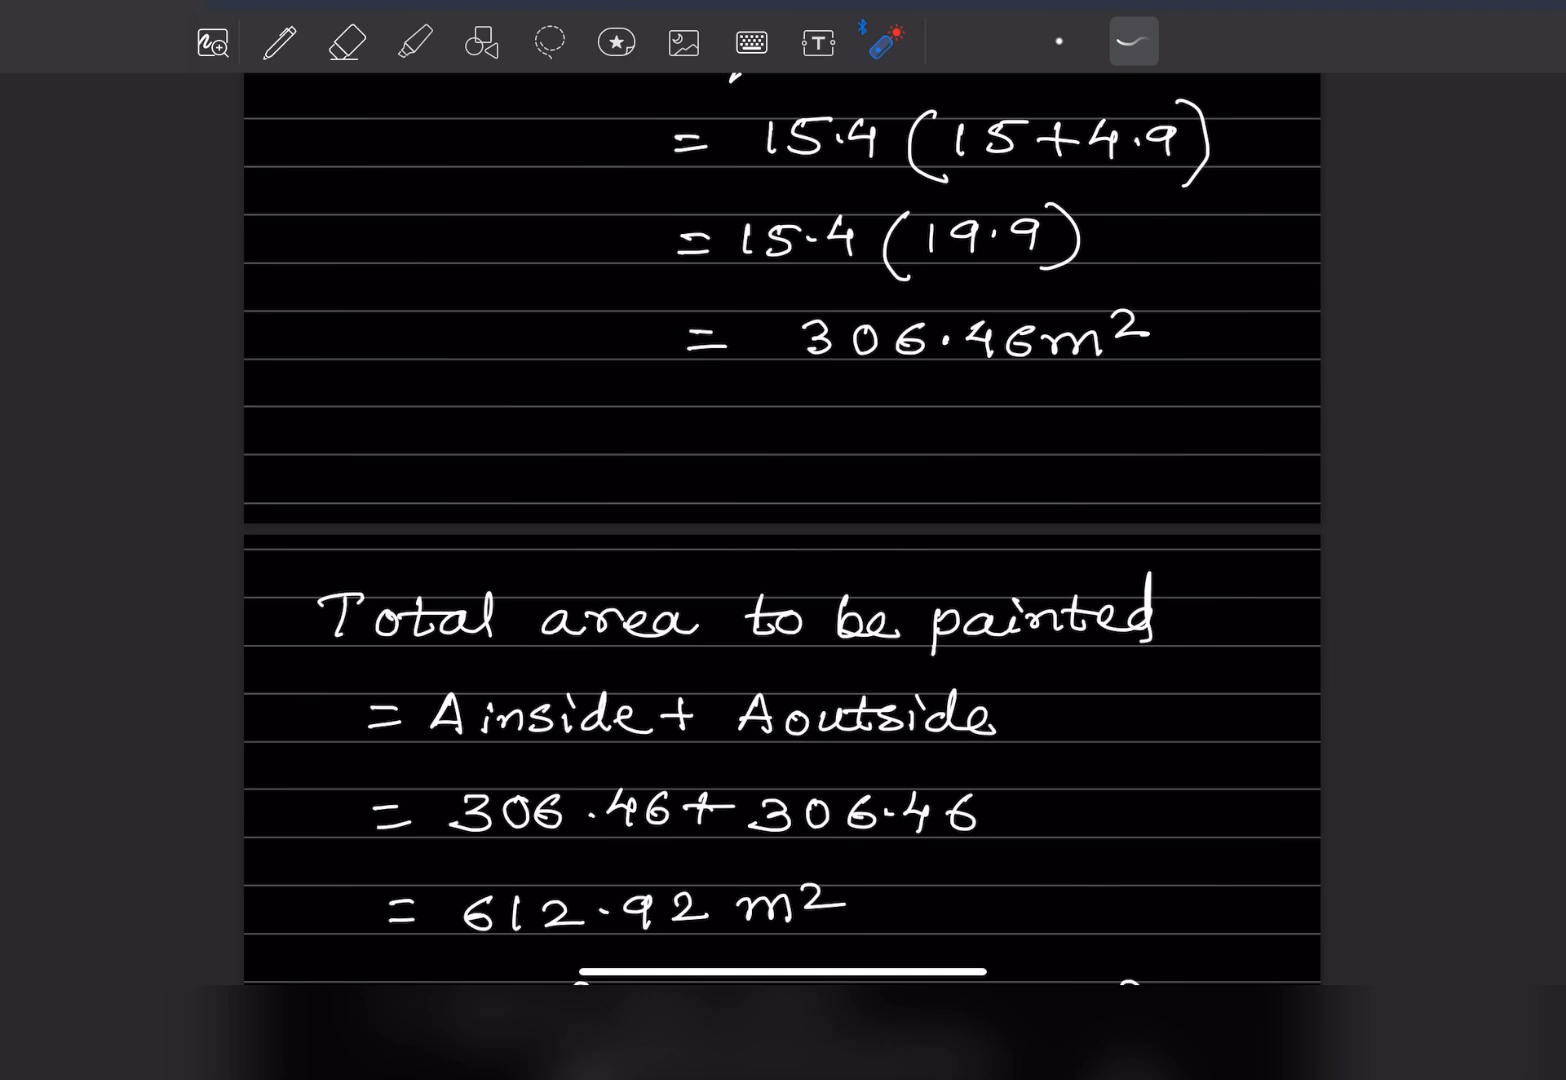 = 15.4 (15+4.9)
= 15.4 (19.9)
= 306.46m²
Total area to be painted
= A inside + A outside
= 306.46 + 306.46
= 612.92 m²